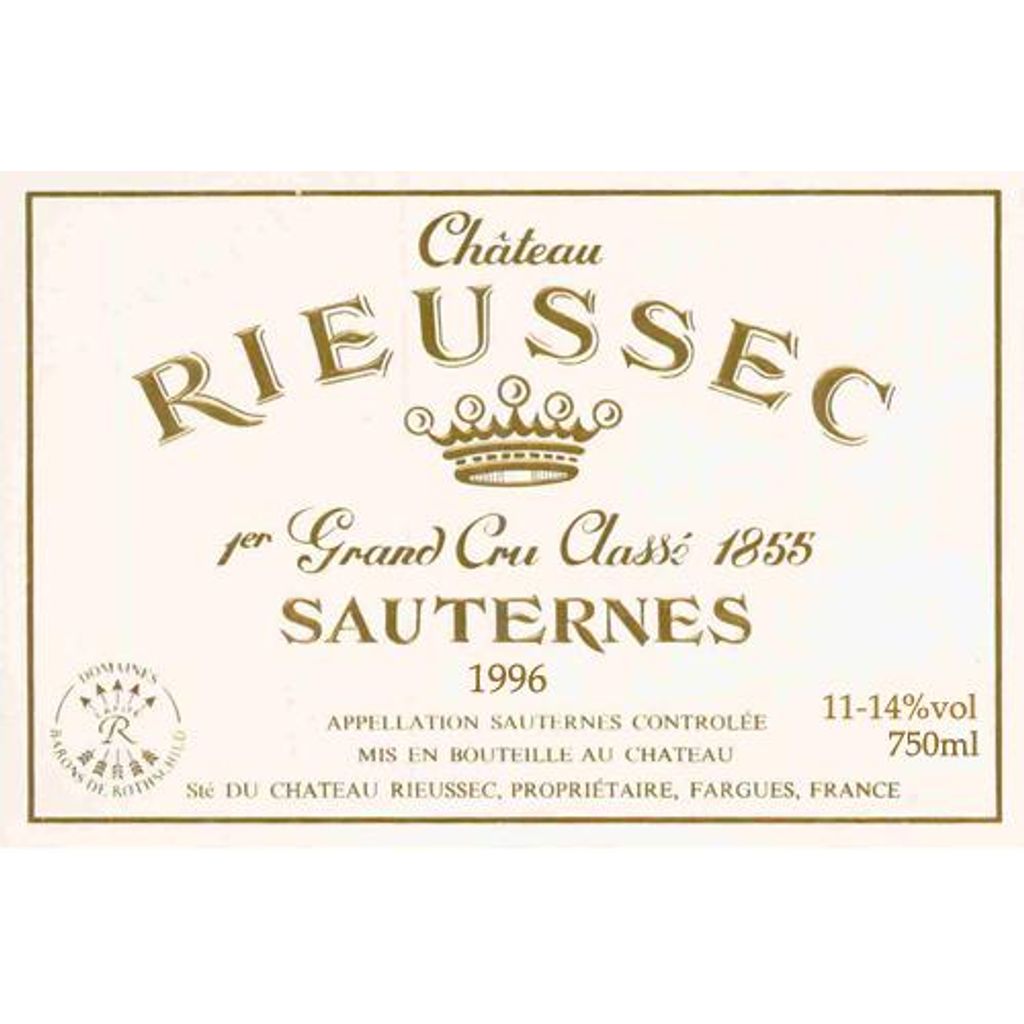 Château
RIEUSSEC
1er Grand Cru Classé 1855
SAUTERNES
1996
APPELLATION SAUTERNES CONTROLÉE
MIS EN BOUTEILLE AU CHATEAU
Sté DU CHATEAU RIEUSSEC, PROPRIÉTAIRE, FARGUES, FRANCE
11-14%vol
750ml
DOMAINES
R
BARONS DE ROTHSCHILD